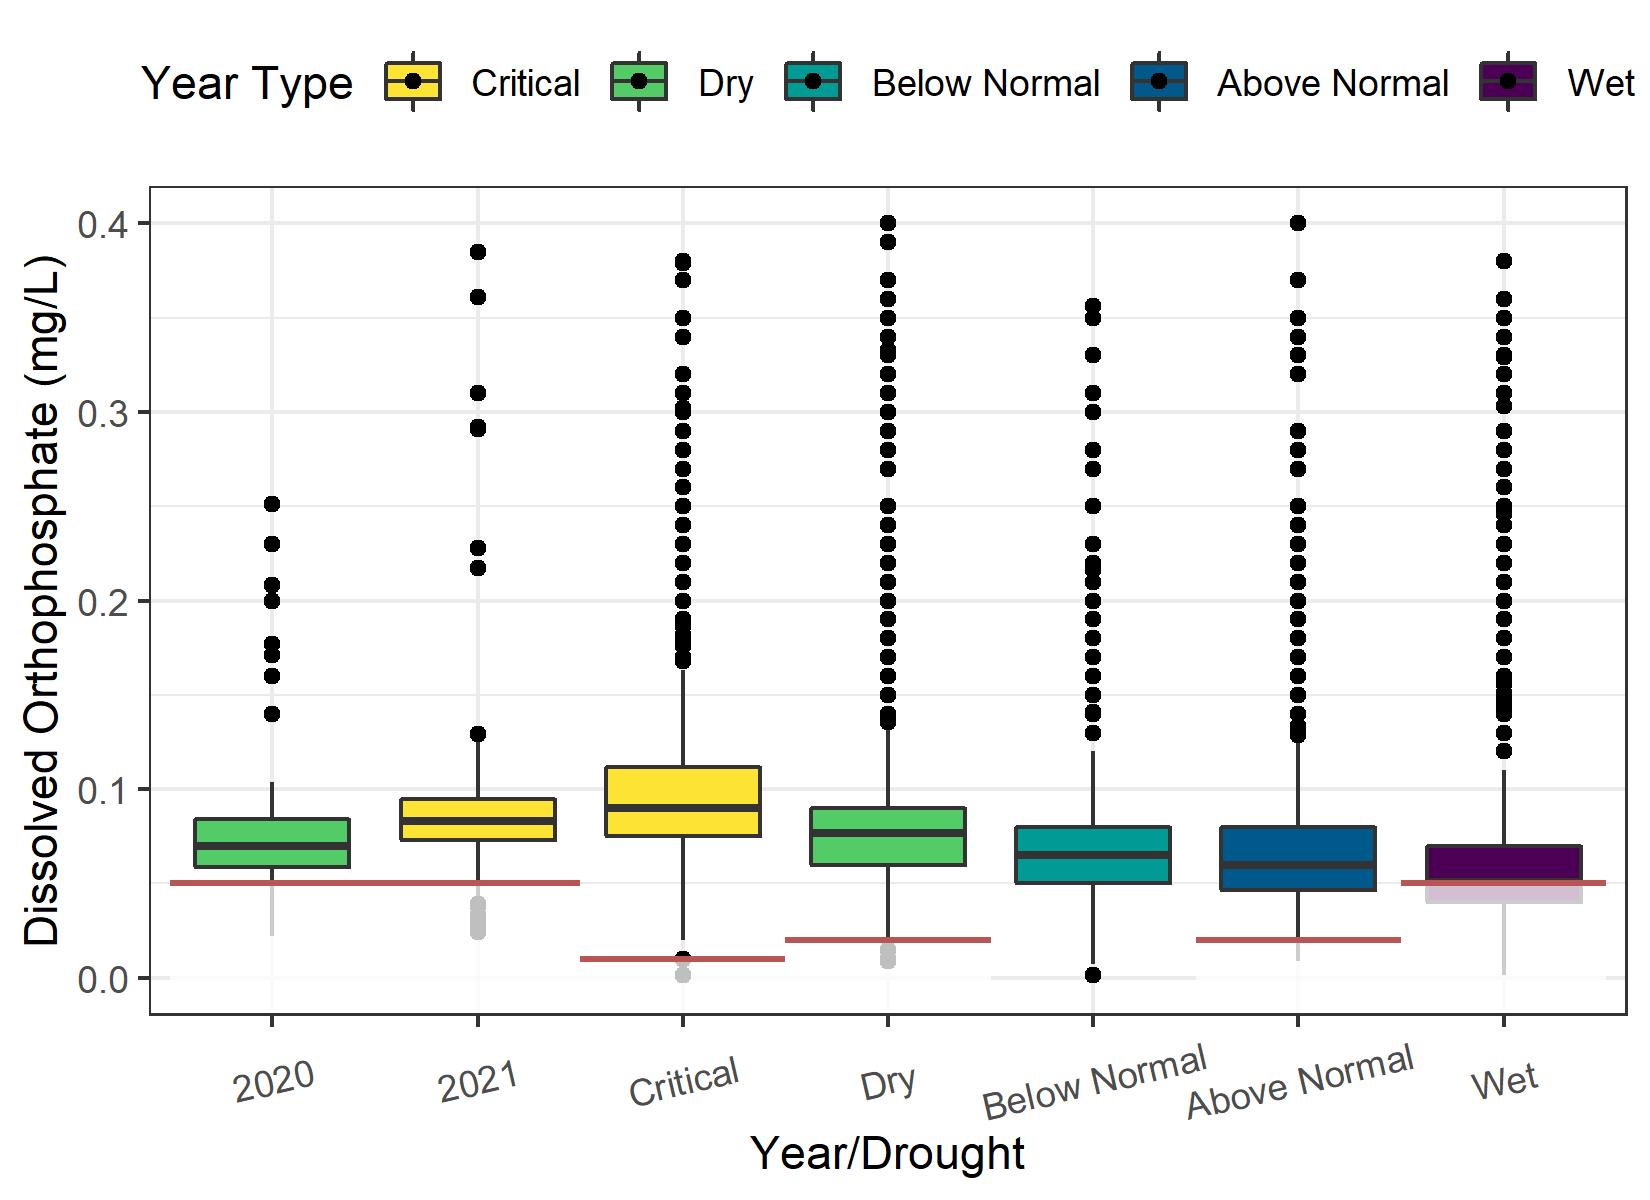 Year Type Critical Dry Below Normal Above Normal Wet
Dissolved Orthophosphate (mg/L)
0.4
0.3
0.2
0.1
0.0
2020 2021 Critical Dry Below Normal Above Normal Wet
Year/Drought